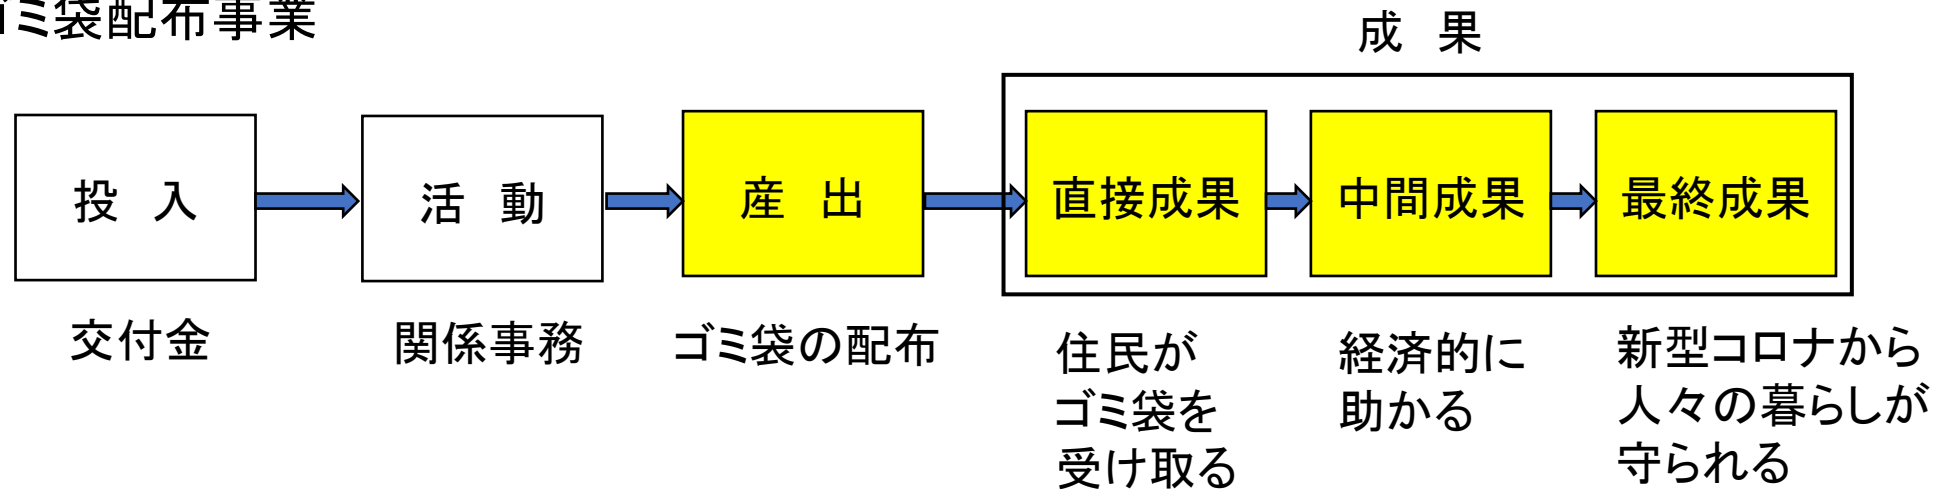 ゴミ袋配布事業
成 果
投 入
活 動
産 出
直接成果
中間成果
最終成果
交付金
関係事務
ゴミ袋の配布
住民が
ゴミ袋を
受け取る
経済的に
助かる
新型コロナから
人々の暮らしが
守られる